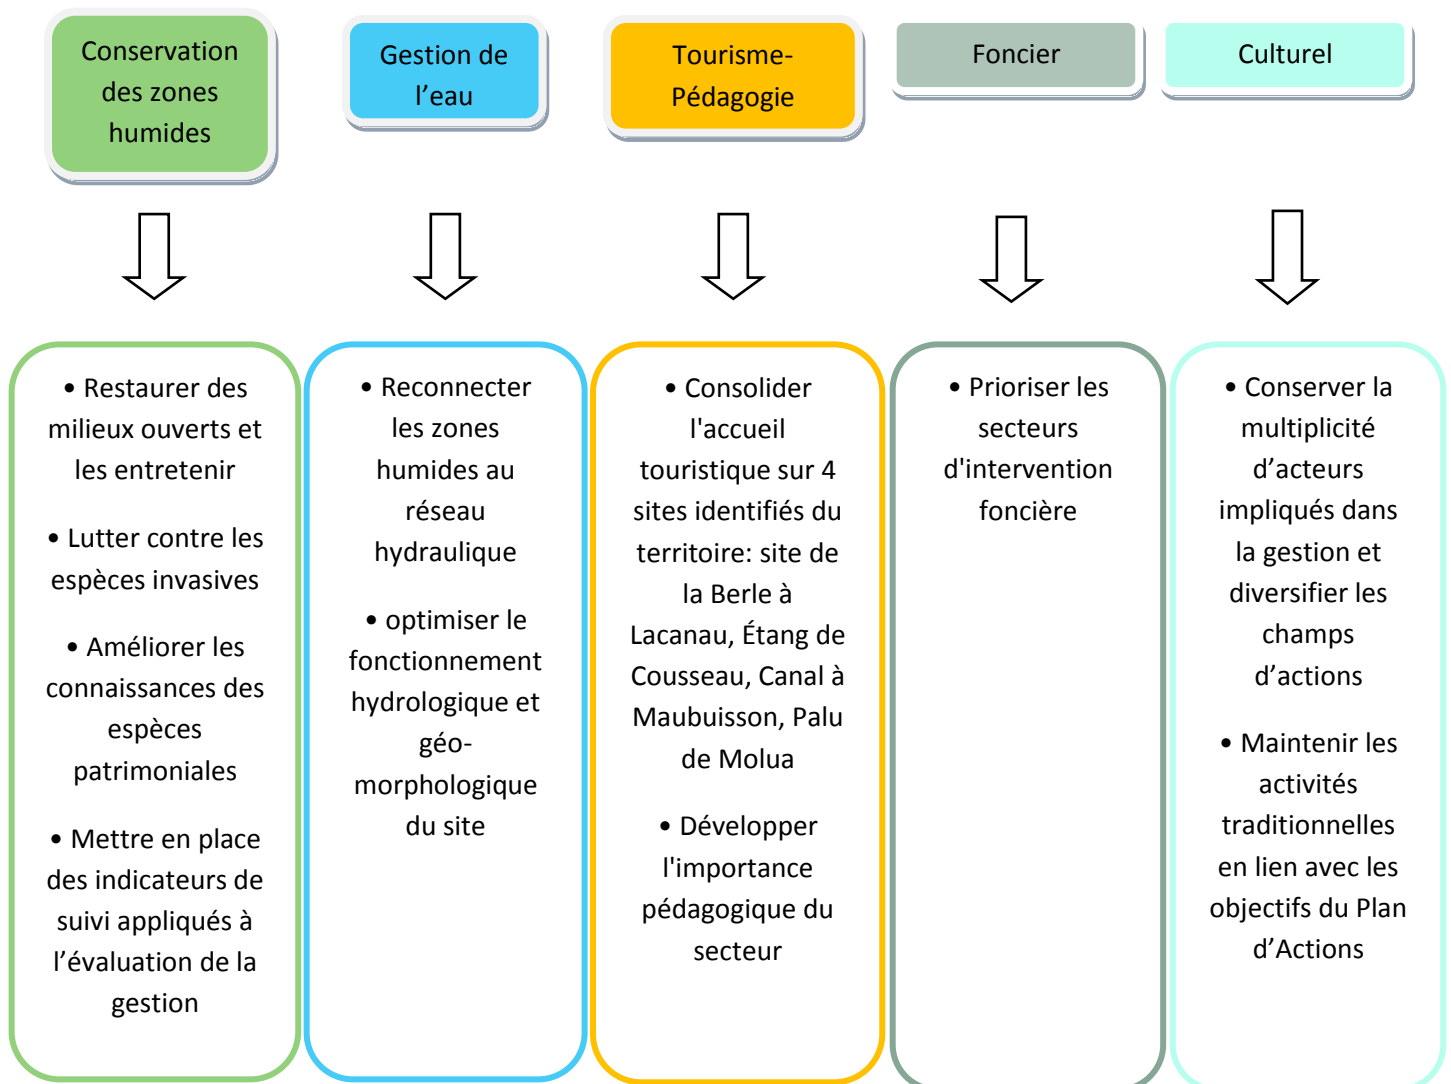 Conservation
des zones
humides
Gestion de
l’eau
Tourisme-
Pédagogie
Foncier
Culturel
• Restaurer des
milieux ouverts et
les entretenir
• Lutter contre les
espèces invasives
• Améliorer les
connaissances des
espèces
patrimoniales
• Mettre en place
des indicateurs de
suivi appliqués à
l’évaluation de la
gestion
• Reconnecter
les zones
humides au
réseau
hydraulique
• optimiser le
fonctionnement
hydrologique et
géo-
morphologique
du site
• Consolider
l'accueil
touristique sur 4
sites identifiés du
territoire: site de
la Berle à
Lacanau, Étang de
Cousseau, Canal à
Maubuisson, Palu
de Molua
• Développer
l'importance
pédagogique du
secteur
• Prioriser les
secteurs
d'intervention
foncière
• Conserver la
multiplicité
d’acteurs
impliqués dans
la gestion et
diversifier les
champs
d’actions
• Maintenir les
activités
traditionnelles
en lien avec les
objectifs du Plan
d’Actions